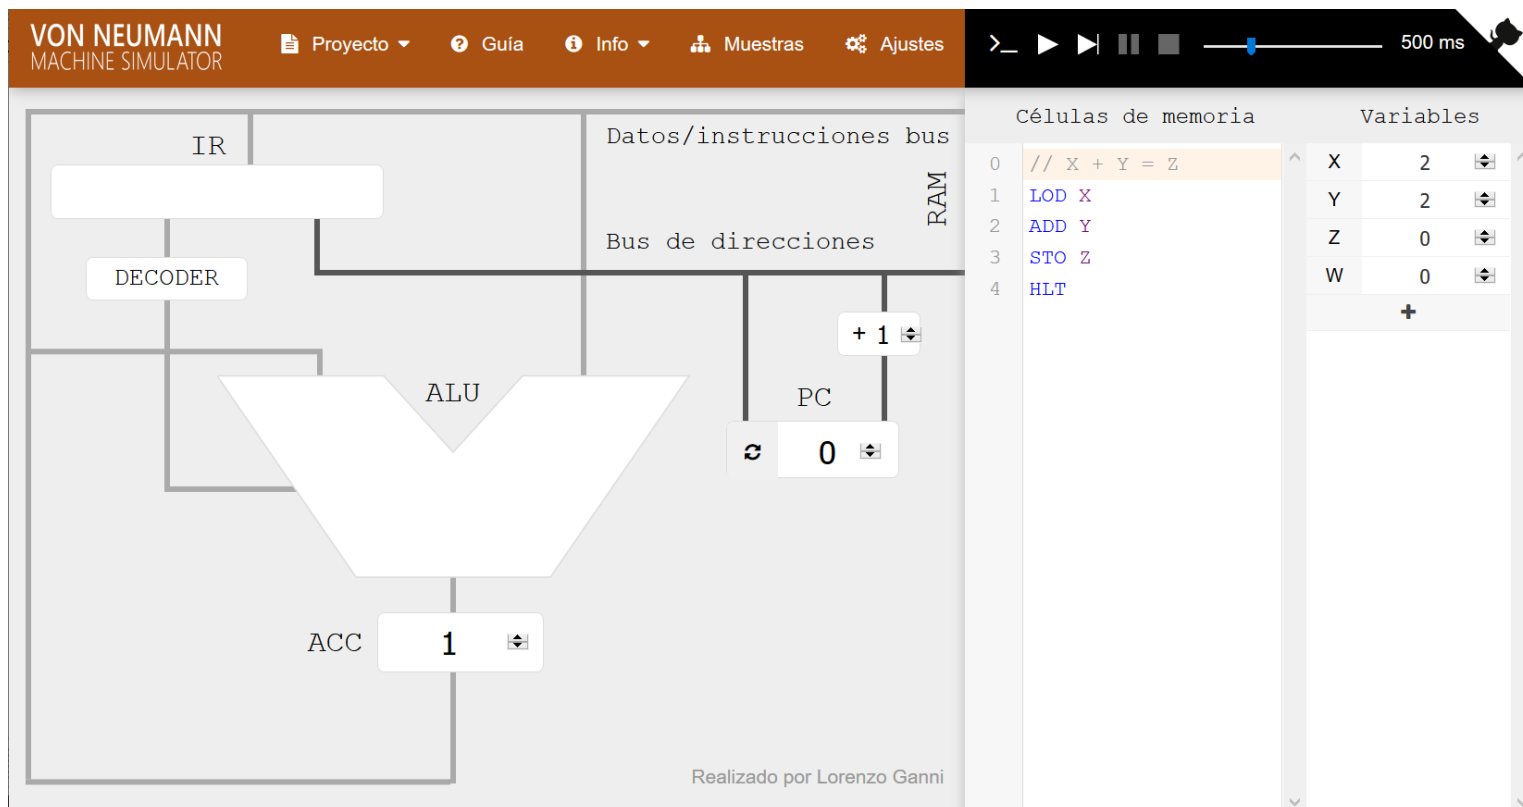 VON NEUMANN
MACHINE SIMULATOR
Proyecto
Guía
Info
Muestras
Ajustes
500 ms
IR
Datos/instrucciones bus
RAM
Bus de direcciones
DECODER
+ 1
ALU
PC
0
ACC
1
Realizado por Lorenzo Ganni
Células de memoria
0 // X + Y = Z
1 LOD X
2 ADD Y
3 STO Z
4 HLT
Variables
X 2
Y 2
Z 0
W 0
+